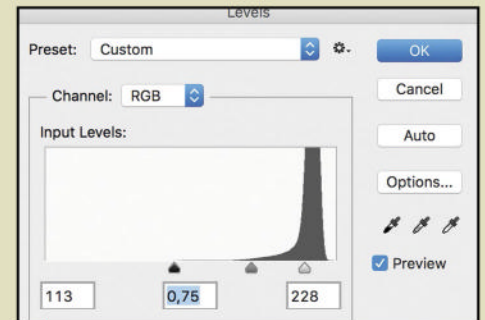 Levels
Preset: Custom
OK
Channel: RGB
Cancel
Input Levels:
Auto
Options...
Preview
113 0,75 228